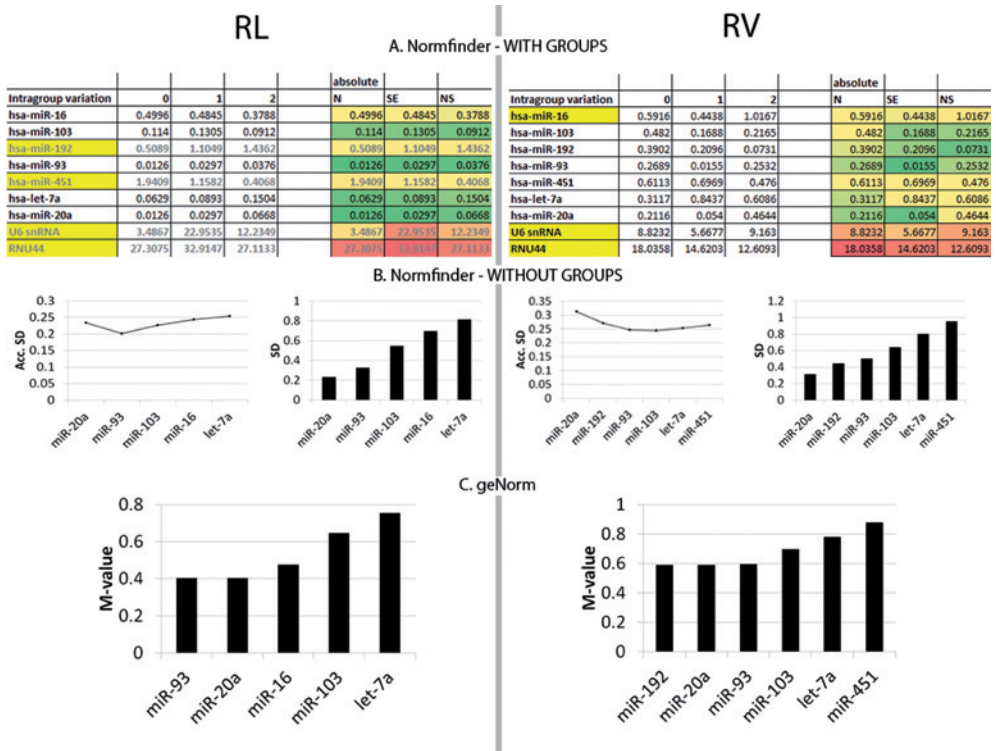 RL
RV
A. Normfinder - WITH GROUPS
absolute
Intragroup variation 0 1 2 N SE NS
hsa-miR-16 0.4996 0.4845 0.3788 0.4996 0.4845 0.3788
hsa-miR-103 0.114 0.1305 0.0912 0.114 0.1305 0.0912
hsa-miR-192 0.5089 1.1049 1.4362 0.5089 1.1049 1.4362
hsa-miR-93 0.0126 0.0297 0.0376 0.0126 0.0297 0.0376
hsa-miR-451 1.9409 1.1582 0.4068 1.9409 1.1582 0.4068
hsa-let-7a 0.0629 0.0893 0.1504 0.0629 0.0893 0.1504
hsa-miR-20a 0.0126 0.0297 0.0668 0.0126 0.0297 0.0668
U6 snRNA 3.4867 22.9535 12.2349 3.4867 22.9535 12.2349
RNU44 27.3075 32.9147 27.1133 27.3075 32.9147 27.1133
absolute
Intragroup variation 0 1 2 N SE NS
hsa-miR-16 0.5916 0.4438 1.0167 0.5916 0.4438 1.0167
hsa-miR-103 0.482 0.1688 0.2165 0.482 0.1688 0.2165
hsa-miR-192 0.3902 0.2096 0.0731 0.3902 0.2096 0.0731
hsa-miR-93 0.2689 0.0155 0.2532 0.2689 0.0155 0.2532
hsa-miR-451 0.6113 0.6969 0.476 0.6113 0.6969 0.476
hsa-let-7a 0.3117 0.8437 0.6086 0.3117 0.8437 0.6086
hsa-miR-20a 0.2116 0.054 0.4644 0.2116 0.054 0.4644
U6 snRNA 8.8232 5.6677 9.163 8.8232 5.6677 9.163
RNU44 18.0358 14.6203 12.6093 18.0358 14.6203 12.6093
B. Normfinder - WITHOUT GROUPS
Acc. SD
0.3
0.25
0.2
0.15
0.1
0.05
0
miR-20a miR-93 miR-103 miR-16 let-7a
SD
1
0.8
0.6
0.4
0.2
0
miR-20a miR-93 miR-103 miR-16 let-7a
Acc. SD
0.35
0.3
0.25
0.2
0.15
0.1
0.05
0
miR-20a miR-192 miR-93 miR-103 let-7a miR-451
SD
1.2
1
0.8
0.6
0.4
0.2
0
miR-20a miR-192 miR-93 miR-103 let-7a miR-451
C. geNorm
M-value
0.8
0.6
0.4
0.2
0
miR-93 miR-20a miR-16 miR-103 let-7a
M-value
1
0.8
0.6
0.4
0.2
0
miR-192 miR-20a miR-93 miR-103 let-7a miR-451